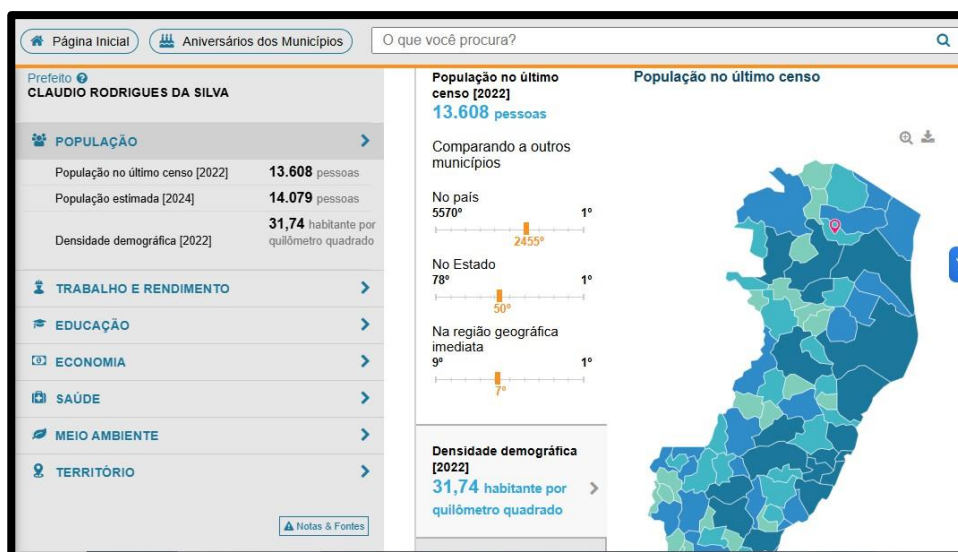 Página Inicial
Aniversários dos Municípios
O que você procura?
Prefeito
CLAUDIO RODRIGUES DA SILVA
POPULAÇÃO
População no último censo [2022] 13.608 pessoas
População estimada [2024] 14.079 pessoas
Densidade demográfica [2022] 31,74 habitante por
quilômetro quadrado
TRABALHO E RENDIMENTO
EDUCAÇÃO
ECONOMIA
SAÚDE
MEIO AMBIENTE
TERRITÓRIO
Notas & Fontes
População no último
censo [2022]
13.608 pessoas
Comparando a outros
municípios
No país
5570º 1º
2455º
No Estado
78º 1º
50º
Na região geográfica
imediata
9º 1º
7º
Densidade demográfica
[2022]
31,74 habitante por
quilômetro quadrado
População no último censo